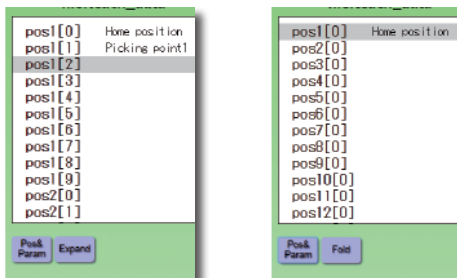 pos1[0] Home position
pos1[1] Picking point1
pos1[2]
pos1[3]
pos1[4]
pos1[5]
pos1[6]
pos1[7]
pos1[8]
pos1[9]
pos2[0]
pos2[1]
Pos&
Param
Expand
pos1[0] Home position
pos2[0]
pos3[0]
pos4[0]
pos5[0]
pos6[0]
pos7[0]
pos8[0]
pos9[0]
pos10[0]
pos11[0]
pos12[0]
Pos&
Param
Fold